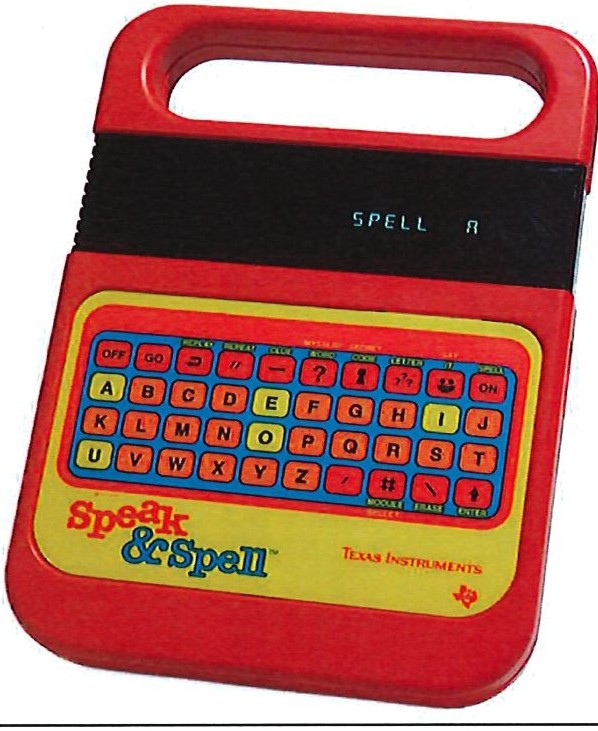 SPELL A
REPLAY REPEAT CLUE MYSTERY WORD SECRET CODE LETTER SAY IT SPELL
OFF GO ? ??? ON
A B C D E F G H I J
K L M N O P Q R S T
U V W X Y Z ' # \
MODULE SELECT ERASE ENTER
Speak
& Spell™
TEXAS INSTRUMENTS